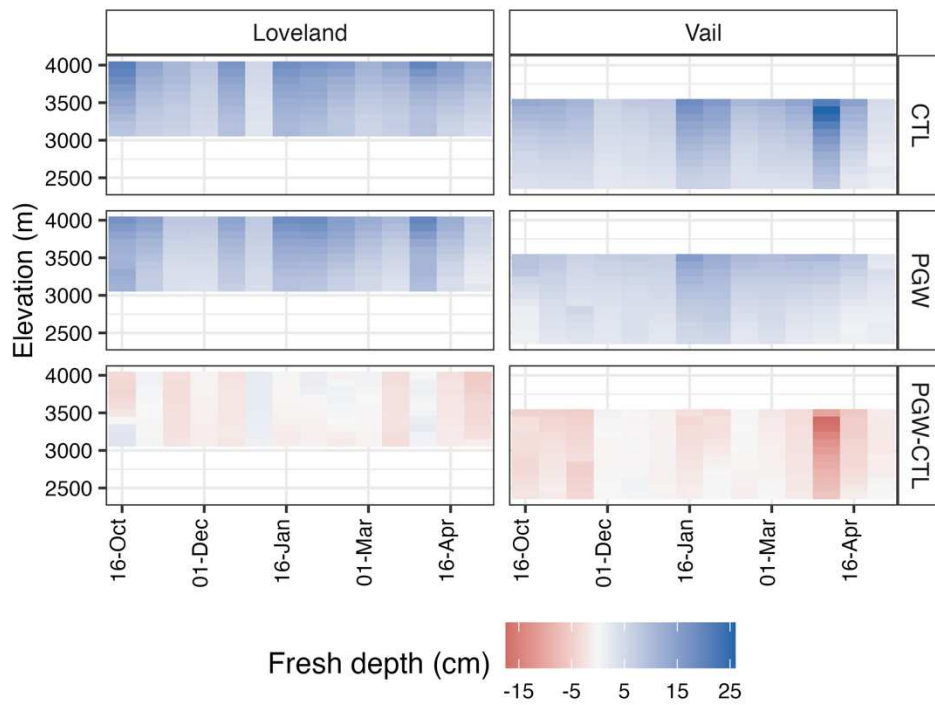 Loveland
Vail
4000
3500
3000
2500
CTL
4000
3500
3000
2500
PGW
4000
3500
3000
2500
PGW-CTL
Elevation (m)
16-Oct
01-Dec
16-Jan
01-Mar
16-Apr
16-Oct
01-Dec
16-Jan
01-Mar
16-Apr
Fresh depth (cm)
-15 -5 5 15 25